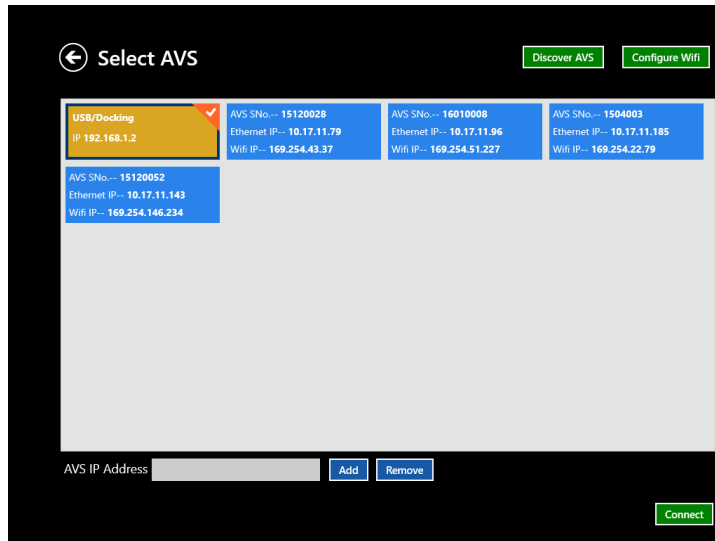 Select AVS
Discover AVS
Configure Wifi
USB/Docking
IP 192.168.1.2
AVS SNo.-- 15120028
Ethernet IP-- 10.17.11.79
Wifi IP-- 169.254.43.37
AVS SNo.-- 16010008
Ethernet IP-- 10.17.11.96
Wifi IP-- 169.254.51.227
AVS SNo.-- 1504003
Ethernet IP-- 10.17.11.185
Wifi IP-- 169.254.22.79
AVS SNo.-- 15120052
Ethernet IP-- 10.17.11.143
Wifi IP-- 169.254.146.234
AVS IP Address
Add
Remove
Connect